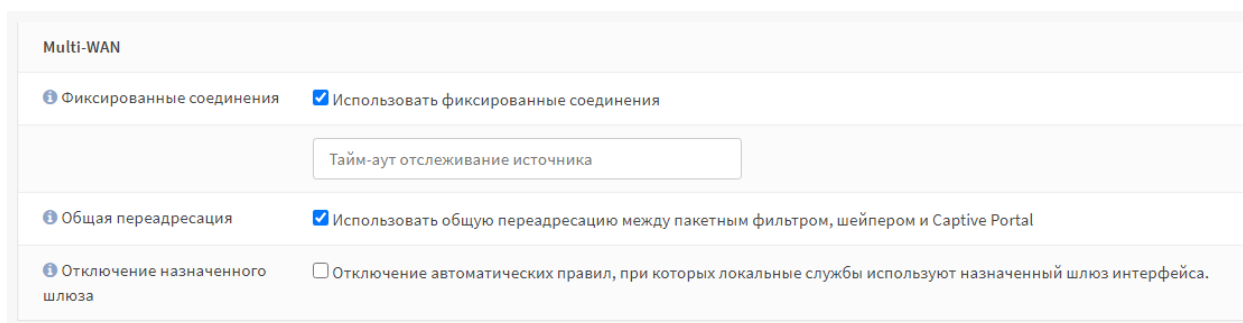 Multi-WAN
Фиксированные соединения
Использовать фиксированные соединения
Тайм-аут отслеживание источника
Общая переадресация
Использовать общую переадресацию между пакетным фильтром, шейпером и Captive Portal
Отключение назначенного
шлюза
Отключение автоматических правил, при которых локальные службы используют назначенный шлюз интерфейса.